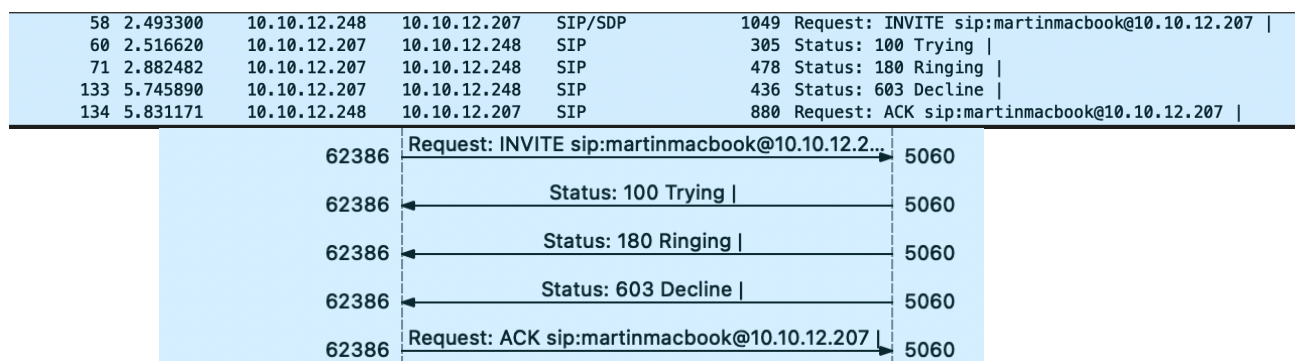 58 2.493300 10.10.12.248 10.10.12.207 SIP/SDP 1049 Request: INVITE sip:martinmacbook@10.10.12.207 |
60 2.516620 10.10.12.207 10.10.12.248 SIP 305 Status: 100 Trying |
71 2.882482 10.10.12.207 10.10.12.248 SIP 478 Status: 180 Ringing |
133 5.745890 10.10.12.207 10.10.12.248 SIP 436 Status: 603 Decline |
134 5.831171 10.10.12.248 10.10.12.207 SIP 880 Request: ACK sip:martinmacbook@10.10.12.207 |
62386 Request: INVITE sip:martinmacbook@10.10.12.2... 5060
62386 Status: 100 Trying | 5060
62386 Status: 180 Ringing | 5060
62386 Status: 603 Decline | 5060
62386 Request: ACK sip:martinmacbook@10.10.12.207 | 5060